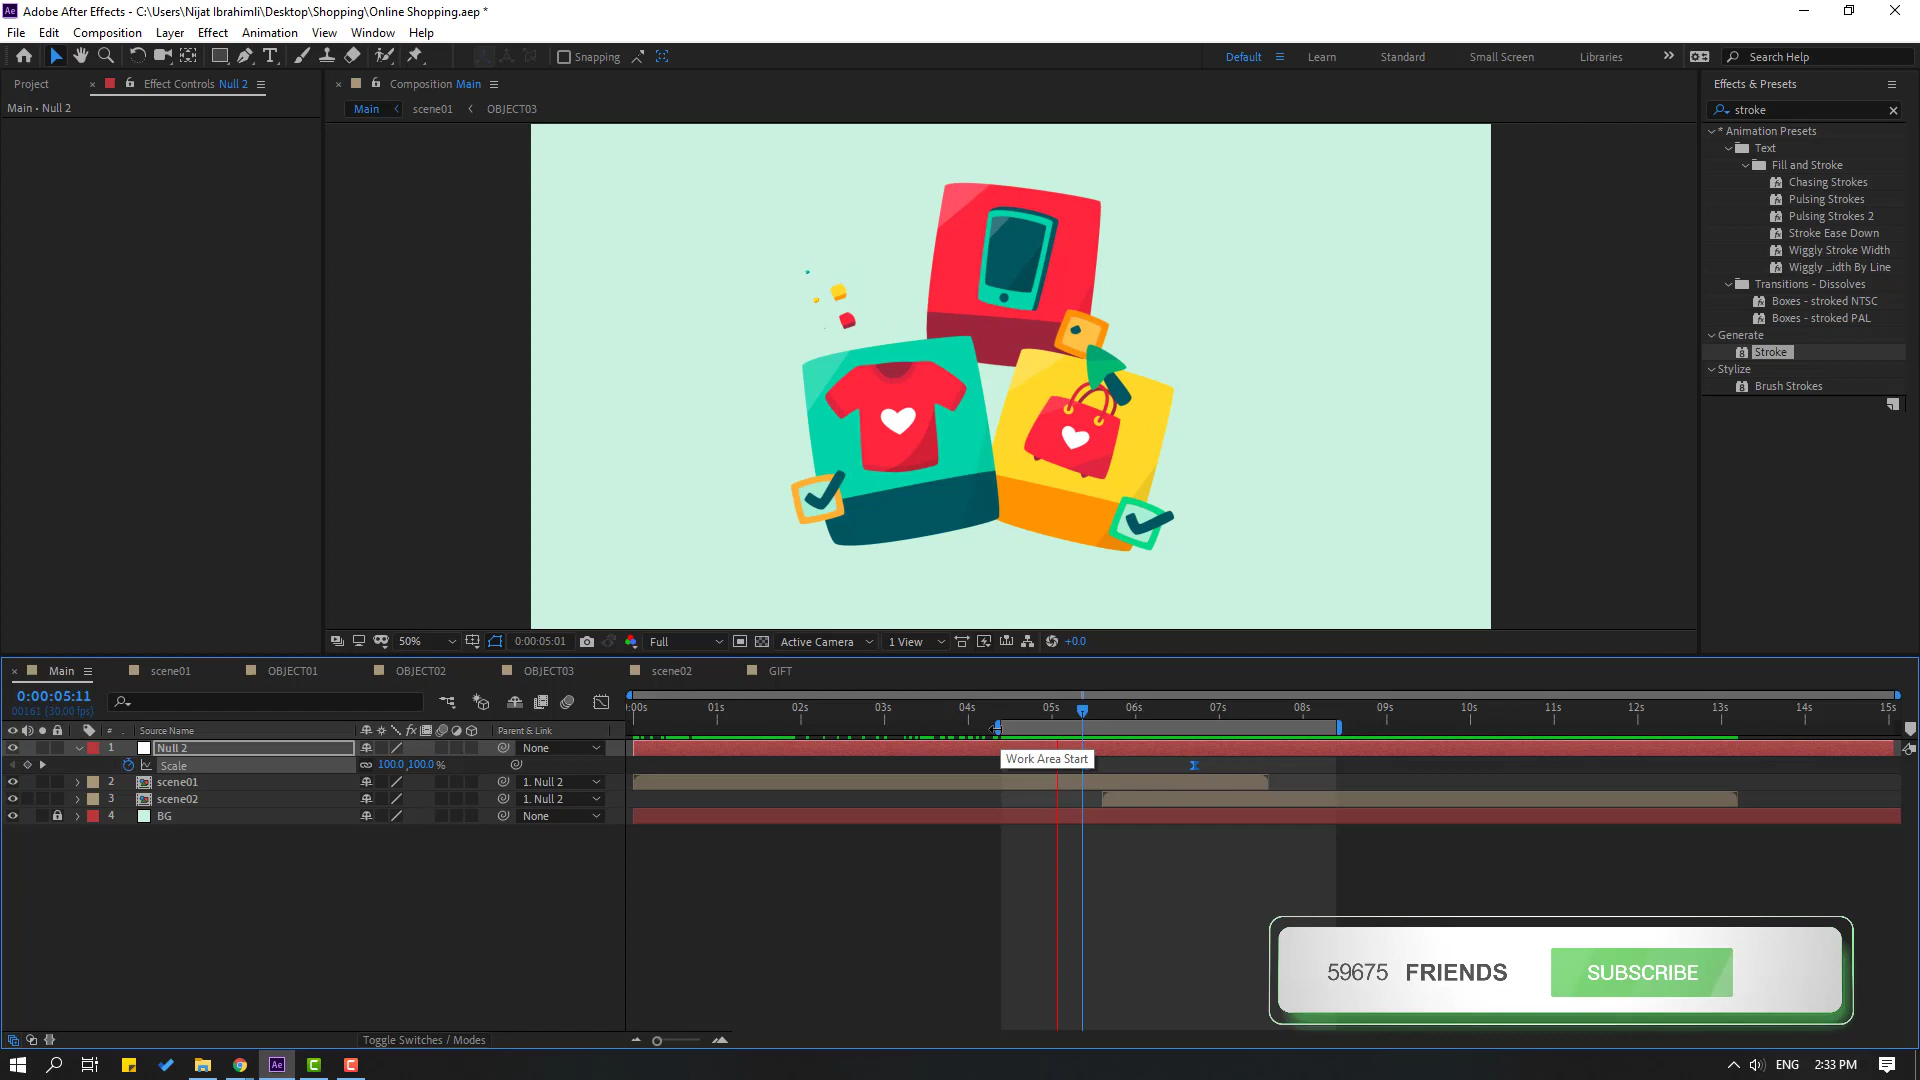 Adobe After Effects - C:\Users\Nijat Ibrahimli\Desktop\Shopping\Online Shopping.aep *
File Edit Composition Layer Effect Animation View Window Help
Snapping
Default Learn Standard Small Screen Libraries Search Help
Project Effect Controls Null 2
Composition Main
Effects & Presets
Main • Null 2
Main scene01 OBJECT03
stroke
* Animation Presets
Text
Fill and Stroke
Chasing Strokes
Pulsing Strokes
Pulsing Strokes 2
Stroke Ease Down
Wiggly Stroke Width
Wiggly ...idth By Line
Transitions - Dissolves
Boxes - stroked NTSC
Boxes - stroked PAL
Generate
Stroke
Stylize
Brush Strokes
50% 0:00:05:01 Full Active Camera 1 View +0.0
Main scene01 OBJECT01 OBJECT02 OBJECT03 scene02 GIFT
0:00:05:11
00161 (30.00 fps)
:00s 01s 02s 03s 04s 05s 06s 07s 08s 09s 10s 11s 12s 13s 14s 15s
# Source Name Parent & Link
1 Null 2 None
Scale 100.0,100.0 %
Work Area Start
2 scene01 1. Null 2
3 scene02 1. Null 2
4 BG None
59675 FRIENDS SUBSCRIBE
Toggle Switches / Modes
ENG 2:33 PM